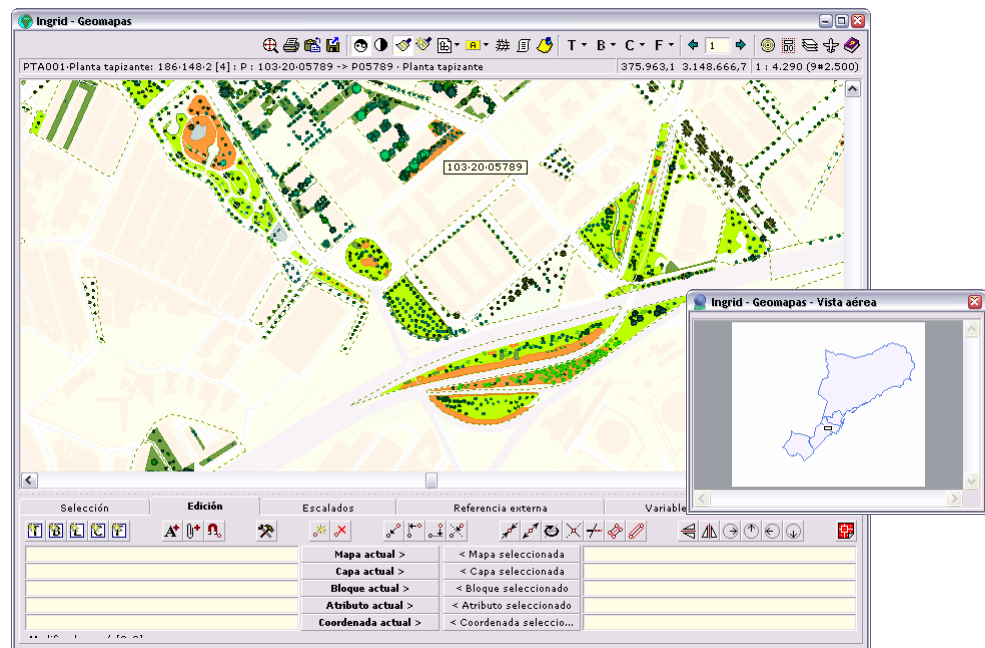 Ingrid - Geomapas
A T B C F 1
PTA001·Planta tapizante: 186·148·2 [4] : P : 103·20·05789 -> P05789 · Planta tapizante 375.963,1 3.148.666,7 1 : 4.290 (9#2.500)
103·20·05789
Ingrid - Geomapas - Vista aérea
Selección Edición Escalados Referencia externa Variable
T B L C F A
Mapa actual > < Mapa seleccionada
Capa actual > < Capa seleccionada
Bloque actual > < Bloque seleccionado
Atributo actual > < Atributo seleccionado
Coordenada actual > < Coordenada seleccio...